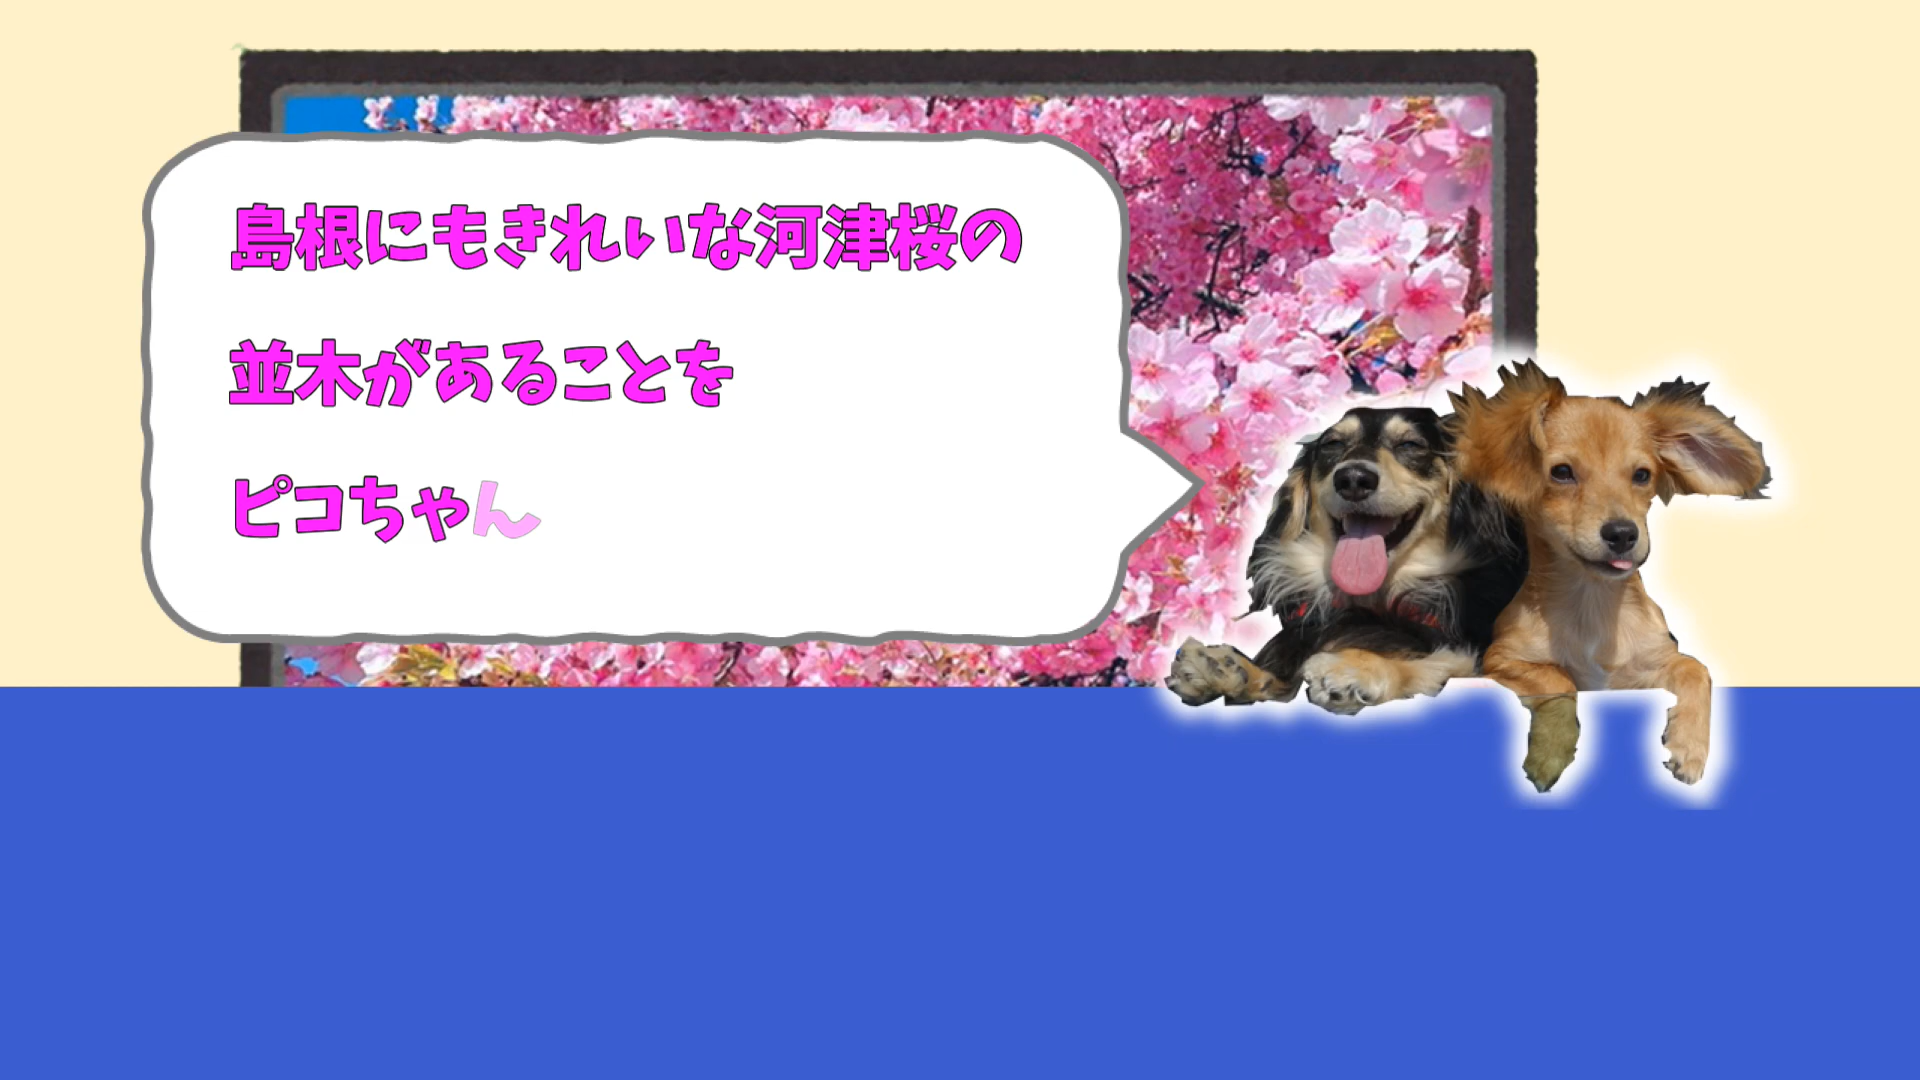 島根にもきれいな河津桜の
並木があることを
ピコちゃん